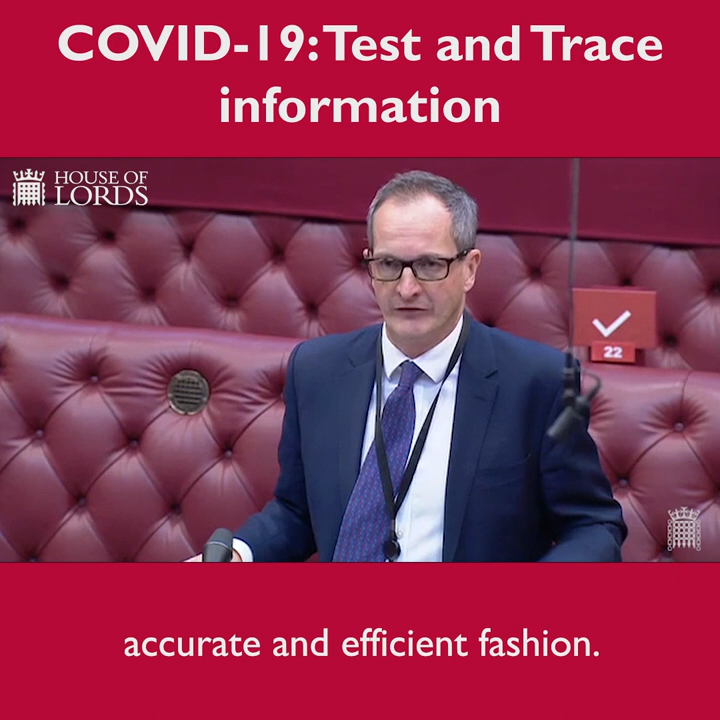 COVID-19: Test and Trace
information
HOUSE OF
LORDS
22
accurate and efficient fashion.